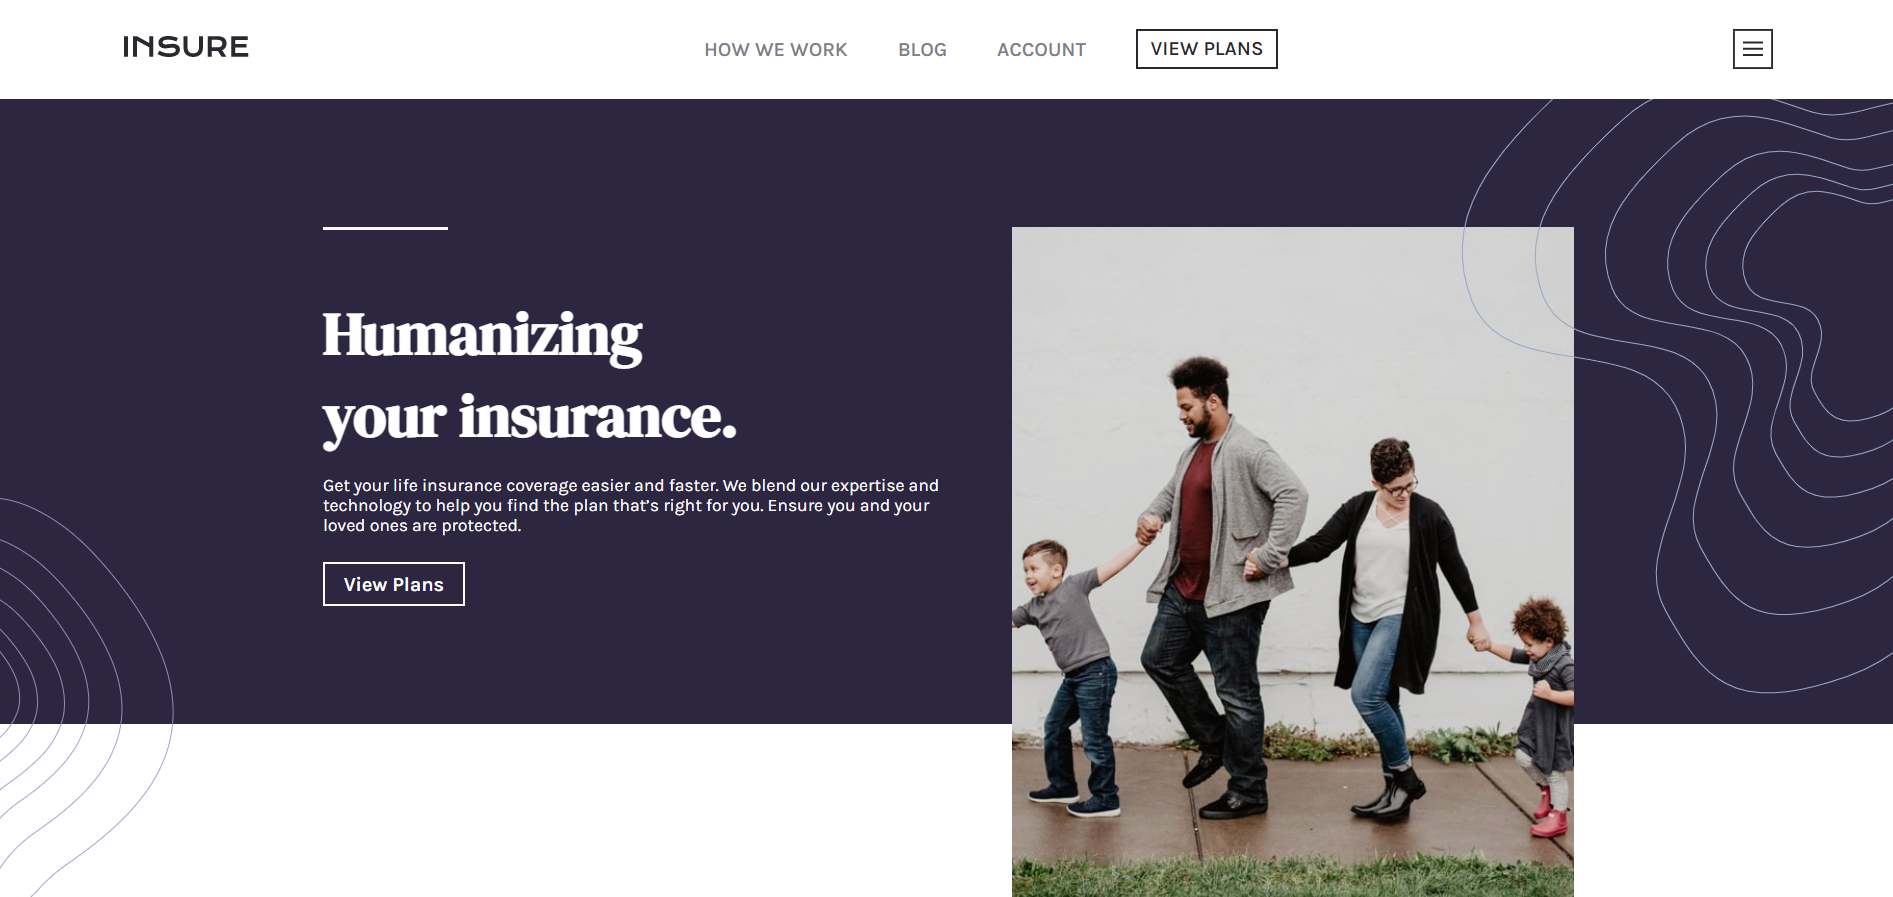 INSURE
HOW WE WORK
BLOG
ACCOUNT
VIEW PLANS
Humanizing
your insurance.
Get your life insurance coverage easier and faster. We blend our expertise and
technology to help you find the plan that’s right for you. Ensure you and your
loved ones are protected.
View Plans